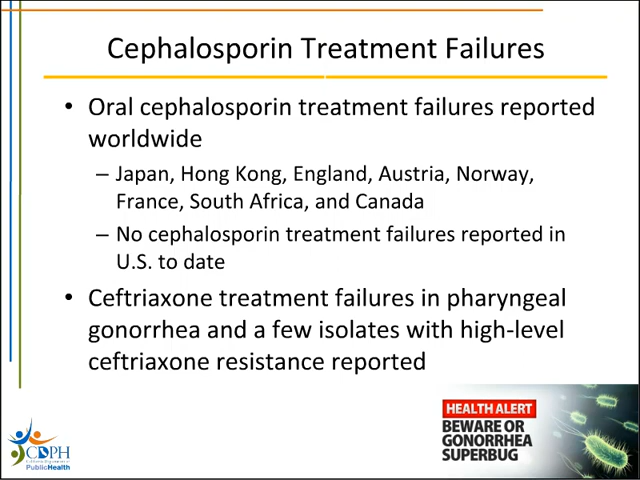 Cephalosporin Treatment Failures
• Oral cephalosporin treatment failures reported
worldwide
– Japan, Hong Kong, England, Austria, Norway,
France, South Africa, and Canada
– No cephalosporin treatment failures reported in
U.S. to date
• Ceftriaxone treatment failures in pharyngeal
gonorrhea and a few isolates with high-level
ceftriaxone resistance reported
HEALTH ALERT
BEWARE OR
GONORRHEA
SUPERBUG
CDPH
PublicHealth